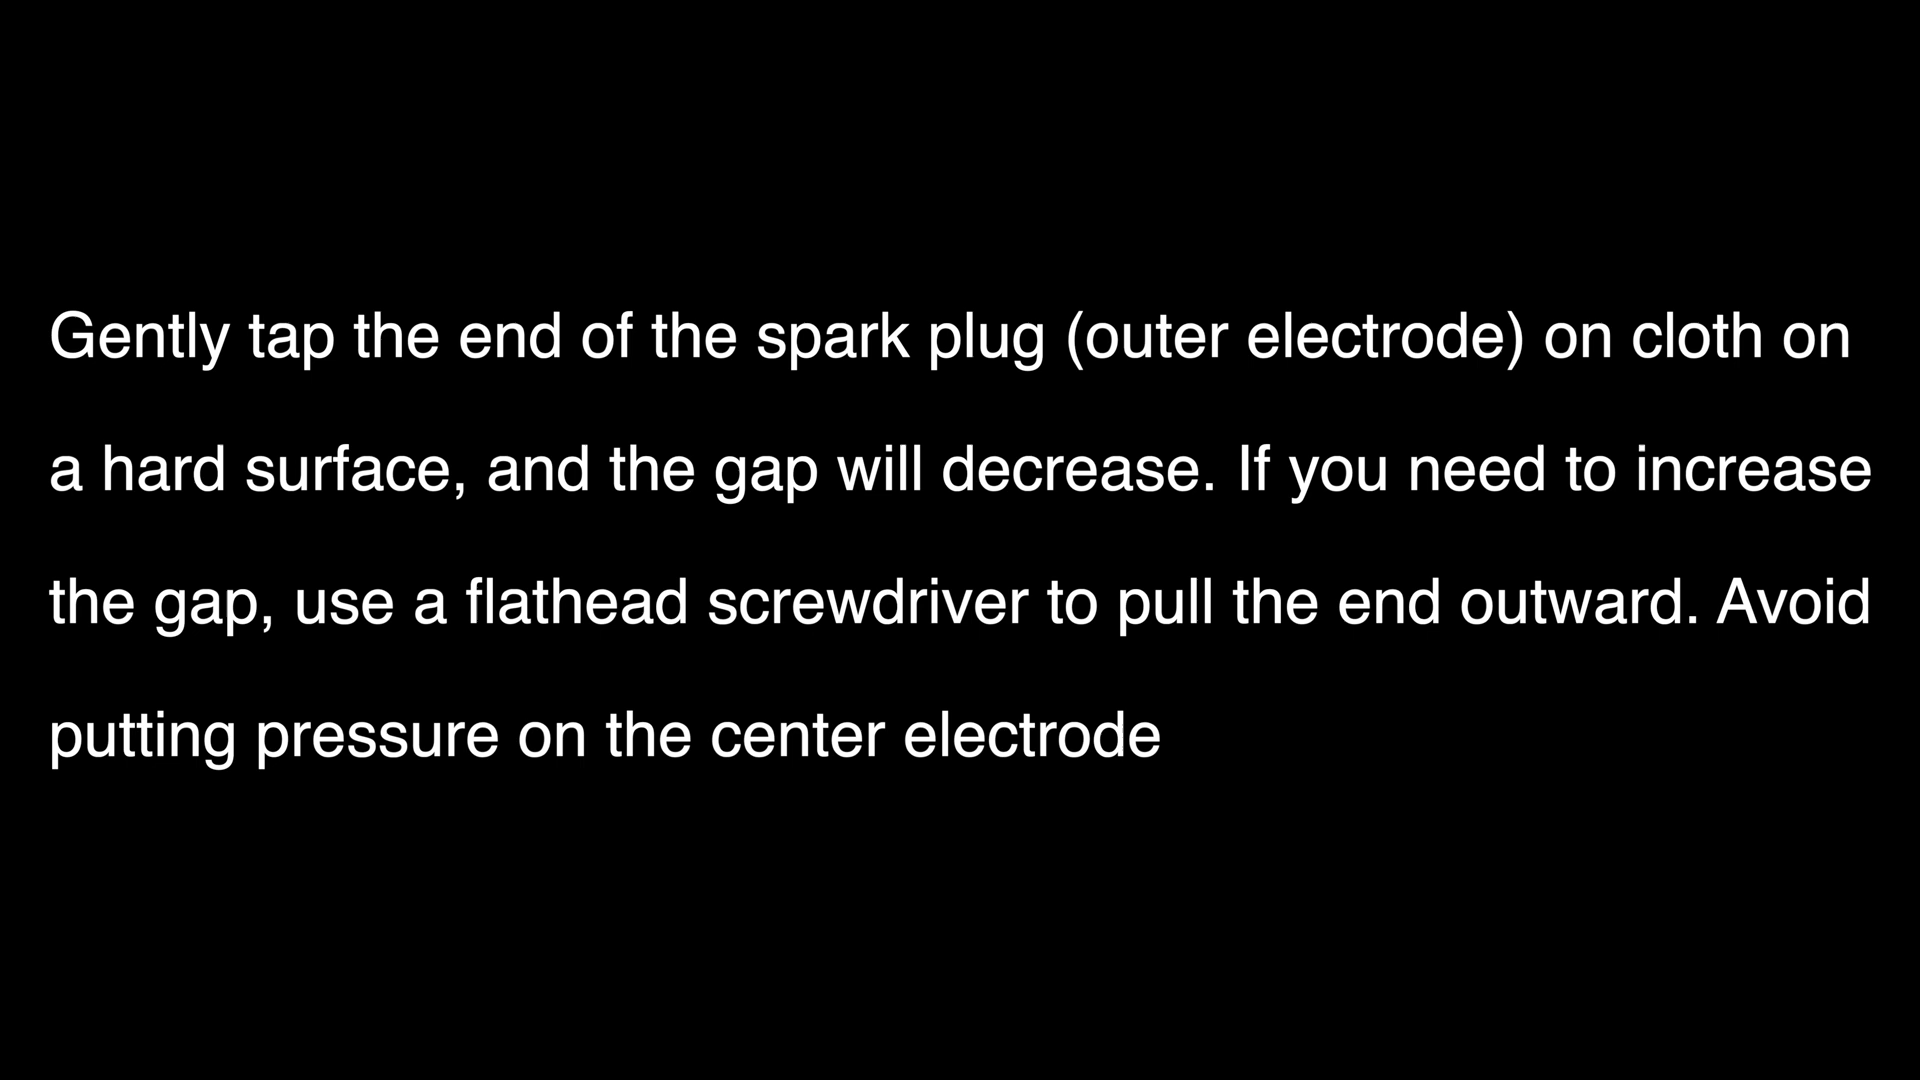 Gently tap the end of the spark plug (outer electrode) on cloth on
a hard surface, and the gap will decrease. If you need to increase
the gap, use a flathead screwdriver to pull the end outward. Avoid
putting pressure on the center electrode